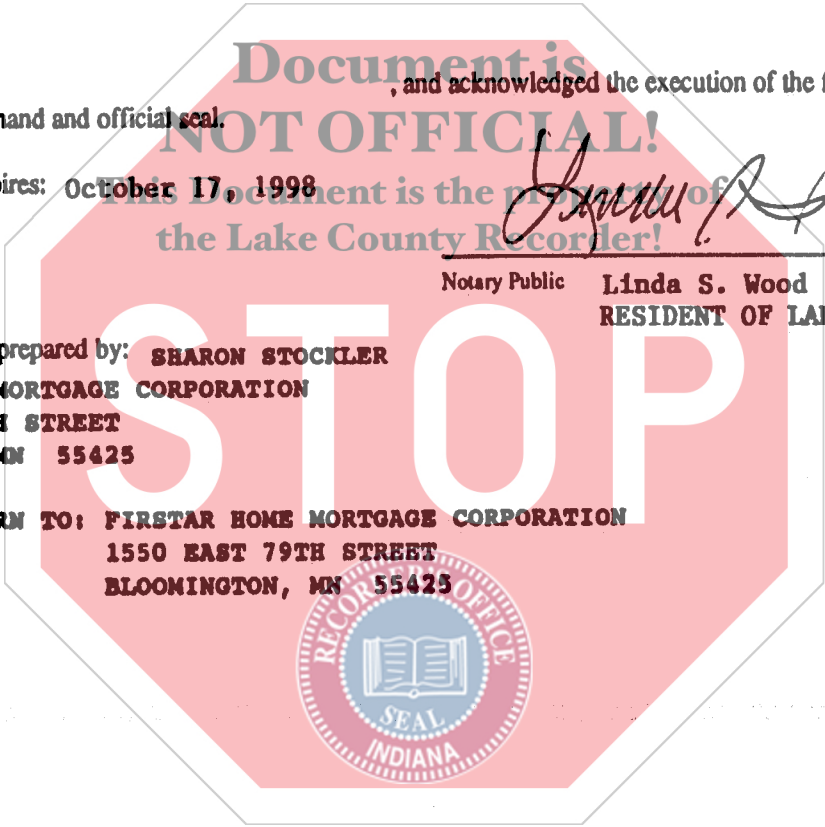 Document is
, and acknowledged the execution of the f
hand and official seal.
NOT OFFICIAL!
ires: October 17, 1998
This Document is the property of
the Lake County Recorder!
Notary Public Linda S. Wood
RESIDENT OF LA
STOP
prepared by: SHARON STOCKLER
MORTGAGE CORPORATION
H STREET
MN 55425
RN TO: FIRSTAR HOME MORTGAGE CORPORATION
1550 EAST 79TH STREET
BLOOMINGTON, MN 55425
RECORDER'S OFFICE
SEAL
INDIANA